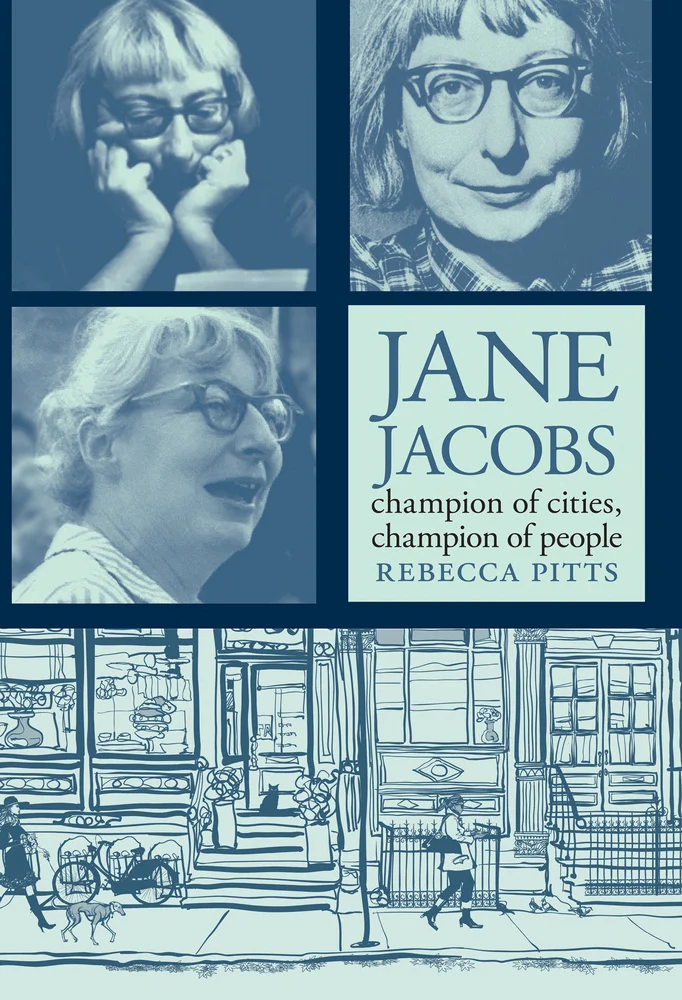 JANE
JACOBS
champion of cities,
champion of people
REBECCA PITTS